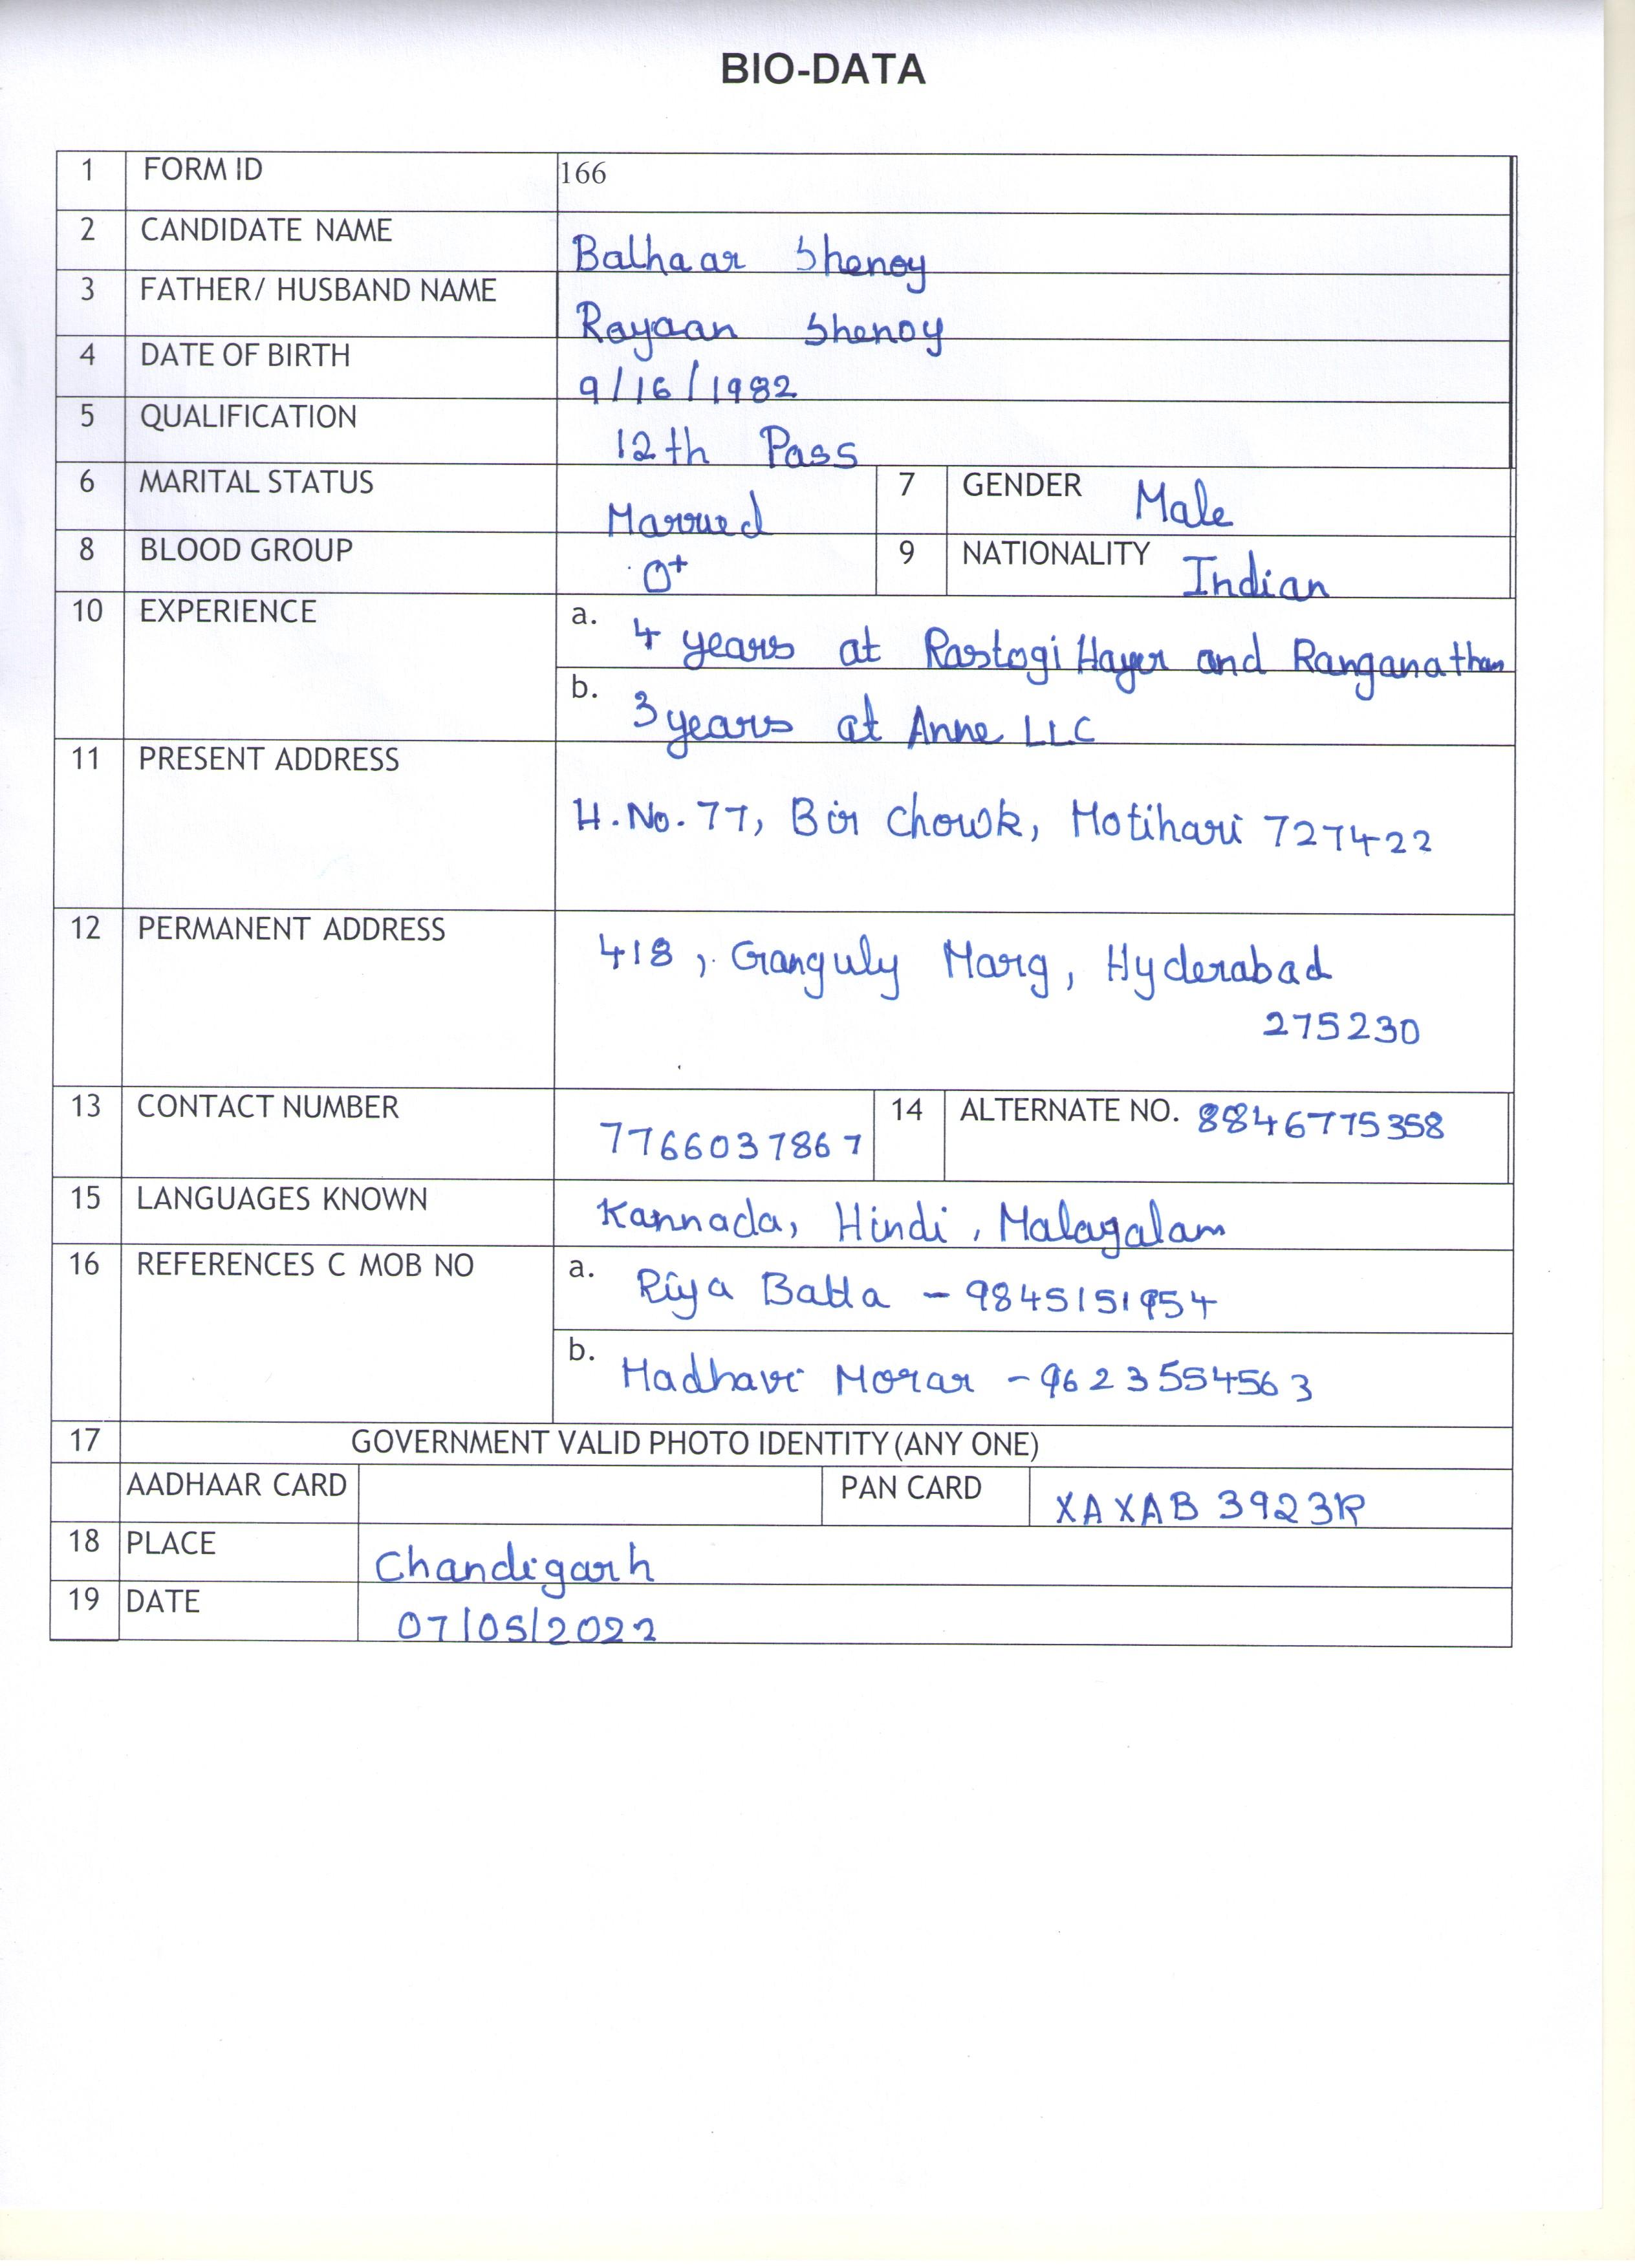 BIO-DATA
1 FORM ID 166
2 CANDIDATE NAME Balhaar Shenoy
3 FATHER/ HUSBAND NAME Rayaan Shenoy
4 DATE OF BIRTH 9/16/1982
5 QUALIFICATION 12th Pass
6 MARITAL STATUS Married 7 GENDER Male
8 BLOOD GROUP O+ 9 NATIONALITY Indian
10 EXPERIENCE a. 4 years at Rastogi Hayer and Ranganathan
b. 3 years at Anne LLC
11 PRESENT ADDRESS
H.No. 77, Bir Chowk, Motihari 727422
12 PERMANENT ADDRESS 418, Ganguly Marg, Hyderabad
275230
13 CONTACT NUMBER 7766037867 14 ALTERNATE NO. 8846775358
15 LANGUAGES KNOWN Kannada, Hindi, Malayalam
16 REFERENCES C MOB NO a. Riya Batta - 9845151954
b. Madhavi Morar - 9623554563
17 GOVERNMENT VALID PHOTO IDENTITY (ANY ONE)
AADHAAR CARD PAN CARD XAXAB3923R
18 PLACE Chandigarh
19 DATE 07/05/2022